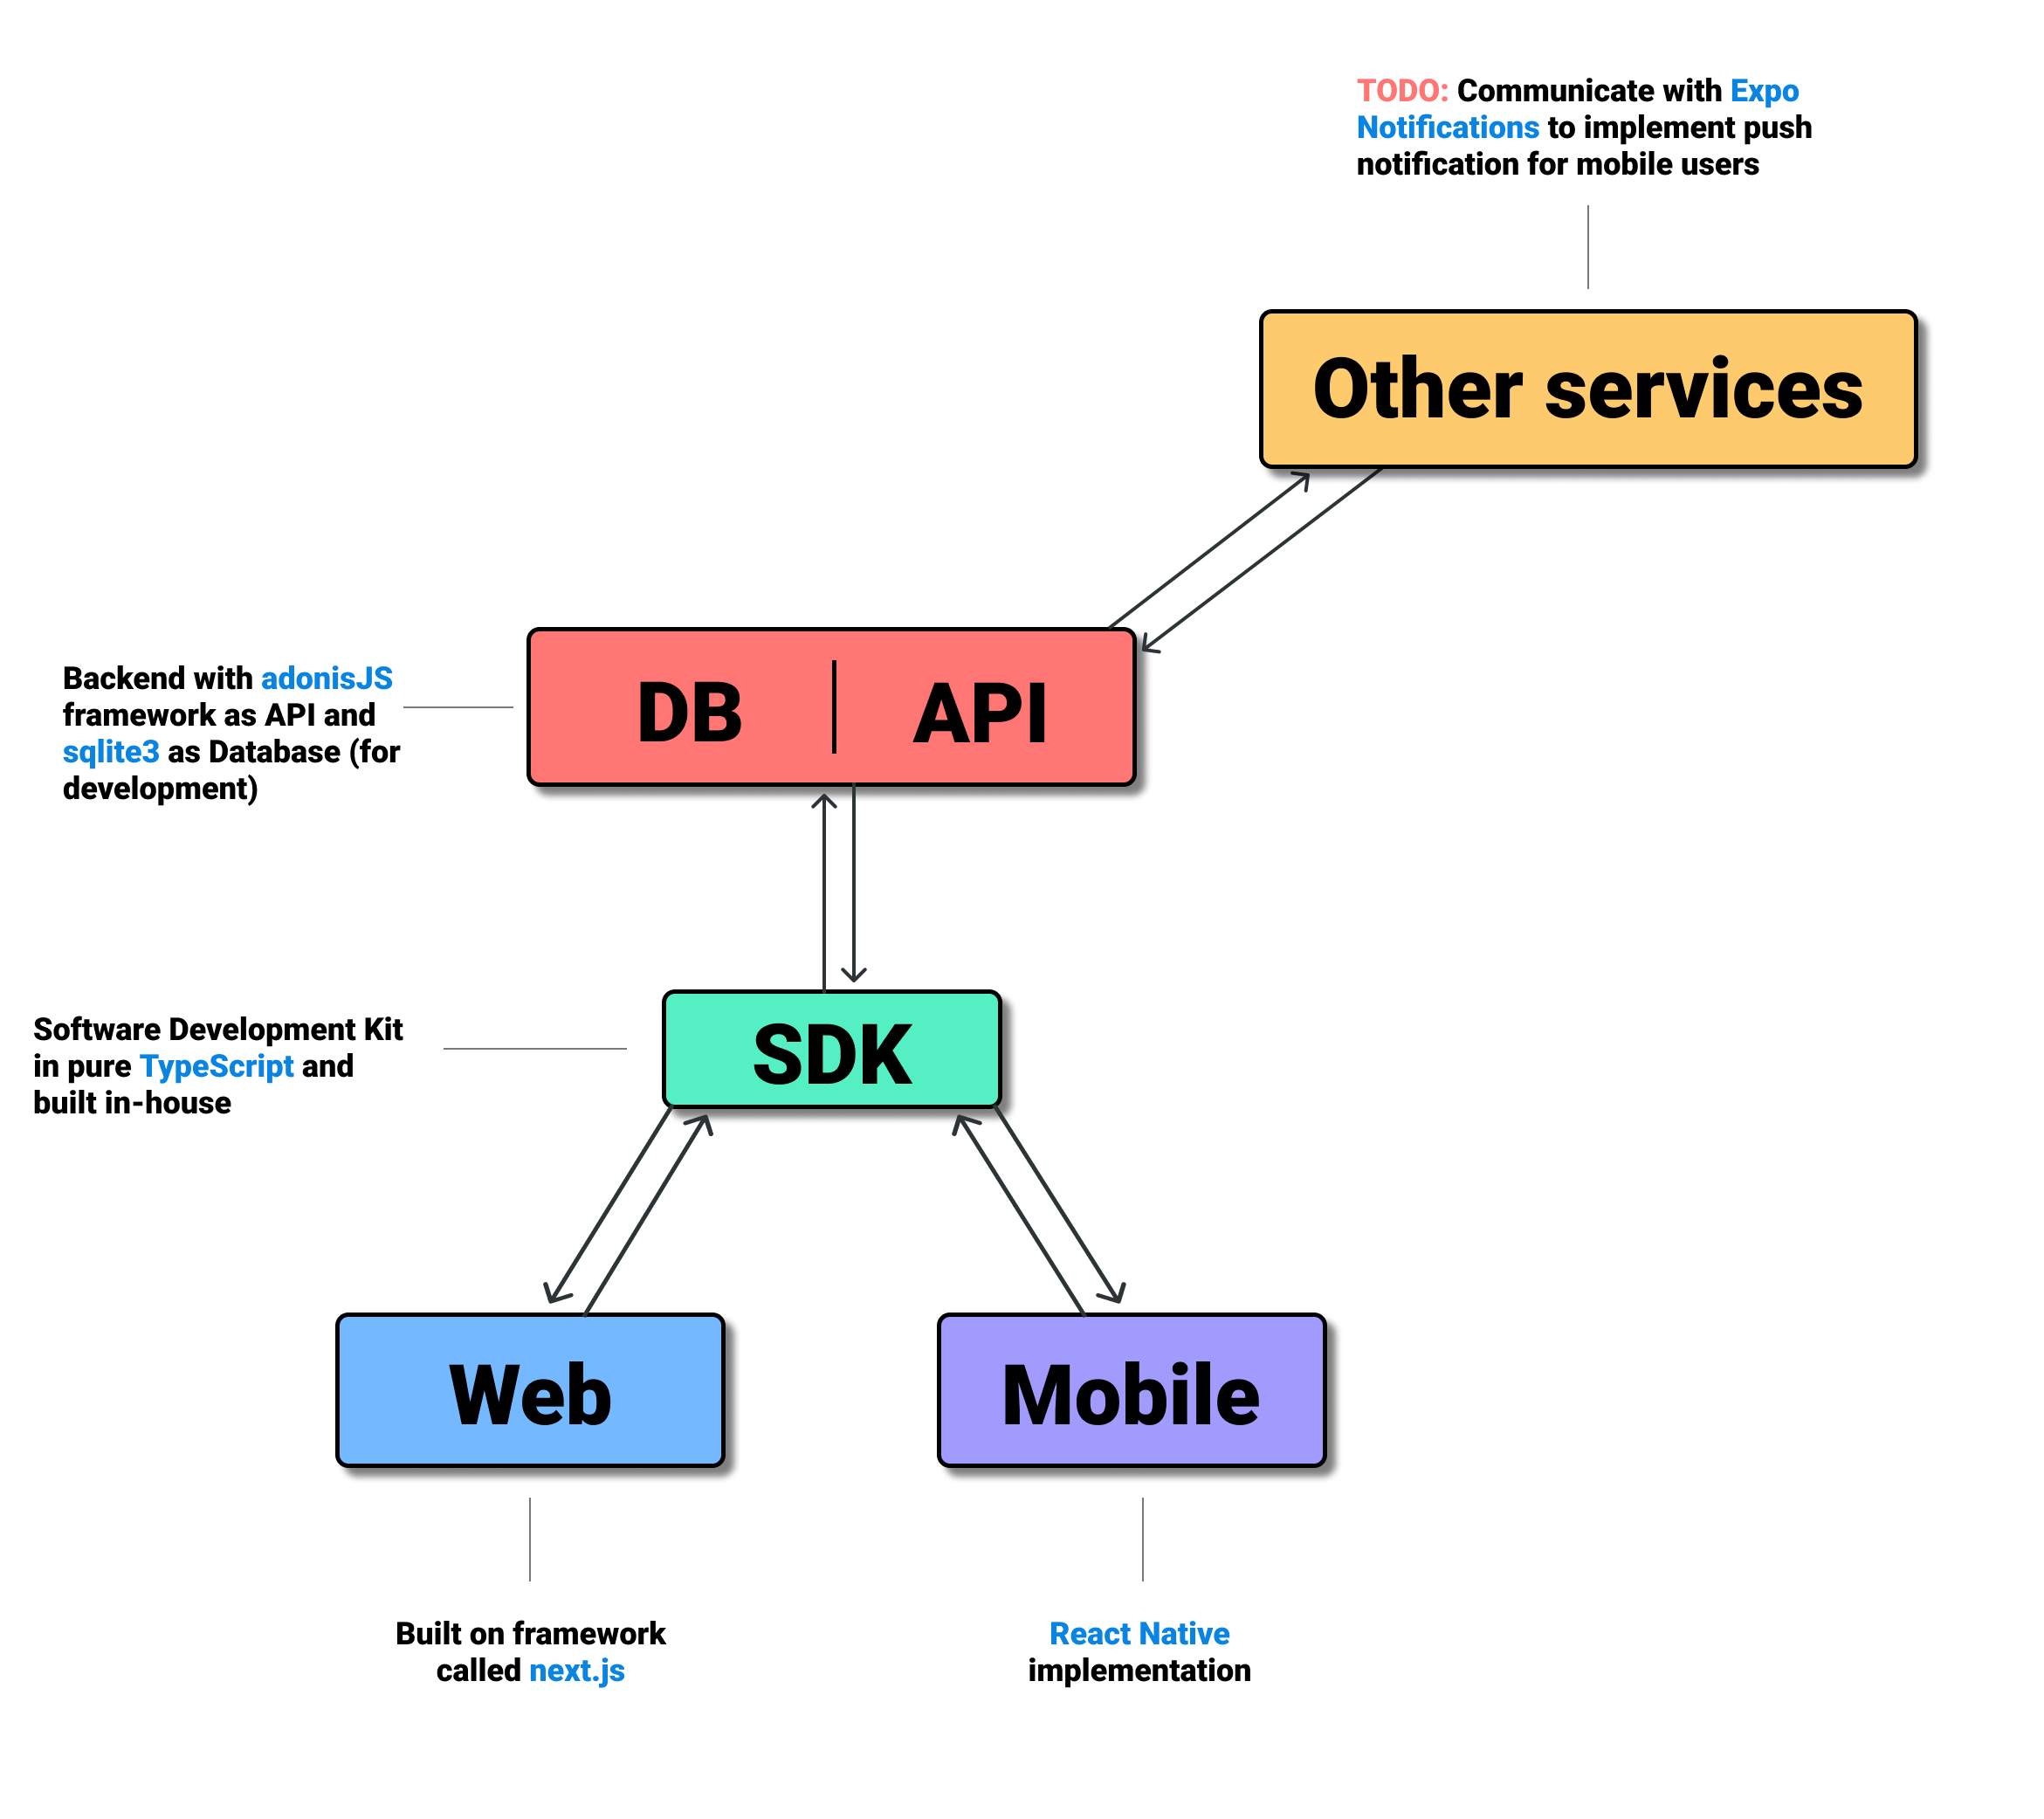 TODO: Communicate with Expo
Notifications to implement push
notification for mobile users
Other services
Backend with adonisJS
framework as API and
sqlite3 as Database (for
development)
DB | API
Software Development Kit
in pure TypeScript and
built in-house
SDK
Web
Mobile
Built on framework
called next.js
React Native
implementation